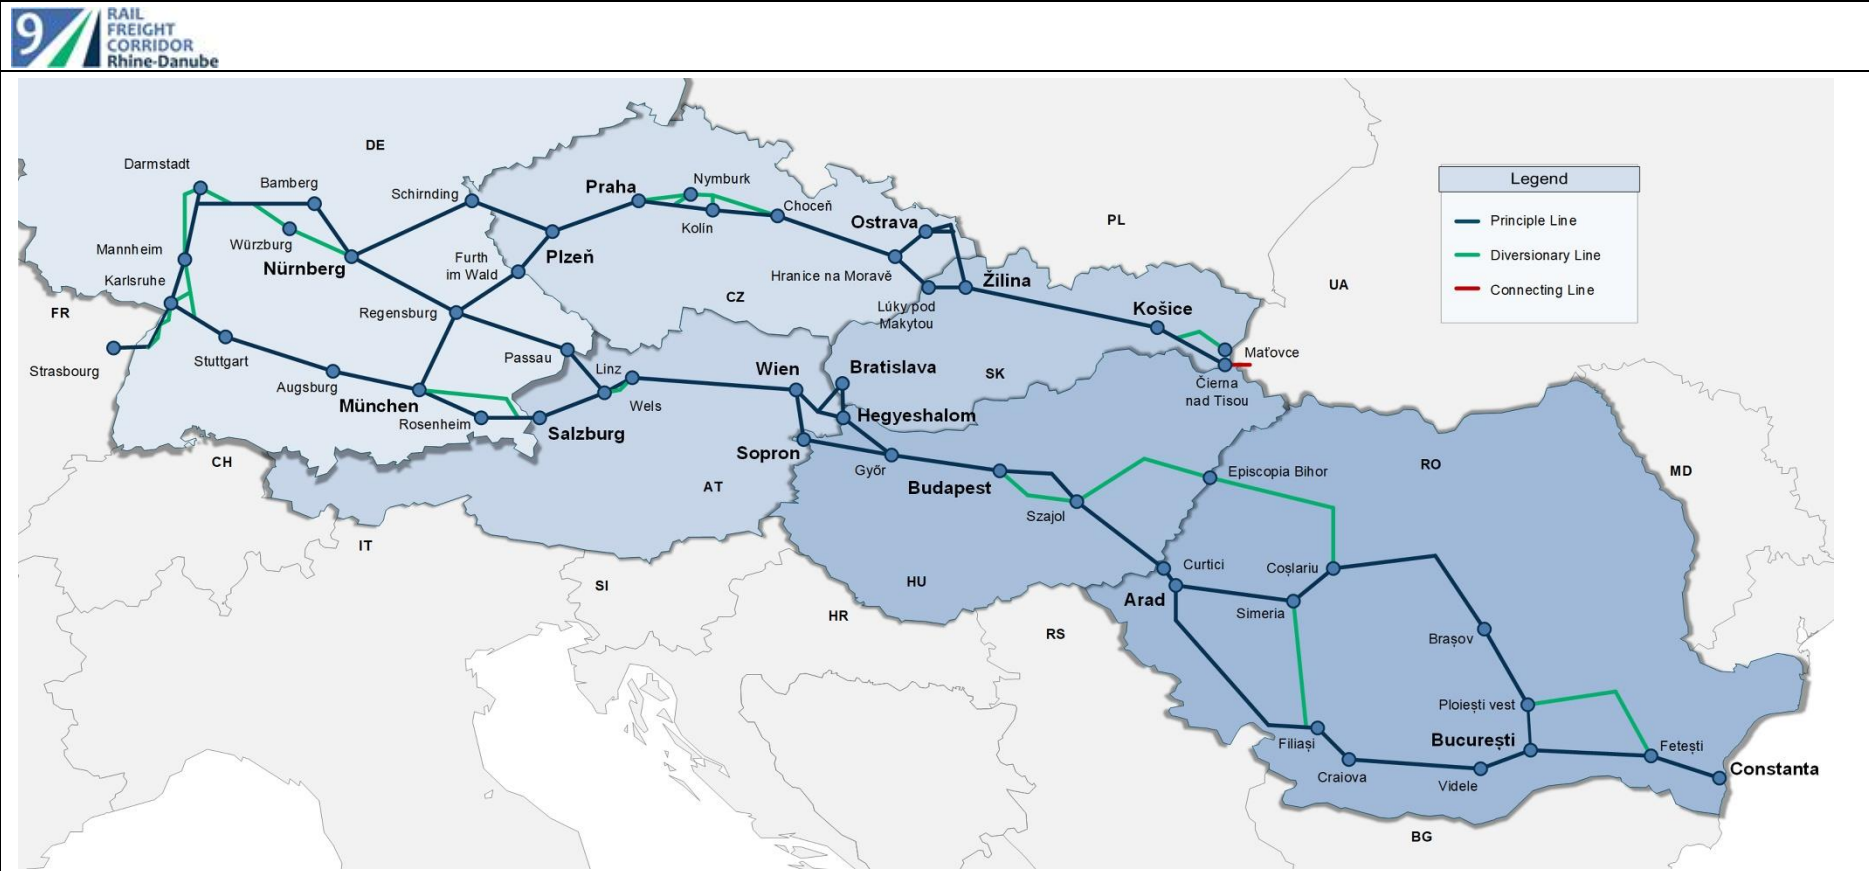 9
RAIL
FREIGHT
CORRIDOR
Rhine-Danube
DE
Darmstadt
Bamberg
Schirnding
Praha
Nymburk
Choceň
Kolín
Ostrava
PL
Legend
Principle Line
Diversionary Line
Connecting Line
Mannheim
Würzburg
Nürnberg
Furth
im Wald
Plzeň
Karlsruhe
Hranice na Moravě
Žilina
UA
FR
Regensburg
CZ
Lúky pod
Makytou
Košice
Strasbourg
Stuttgart
Passau
Linz
Wien
Bratislava
SK
Maťovce
Čierna
nad Tisou
Augsburg
München
Rosenheim
Salzburg
Wels
Hegyeshalom
CH
Sopron
Győr
AT
Budapest
Episcopia Bihor
RO
MD
Szajol
IT
SI
HU
Curtici
Coșlariu
Arad
Simeria
HR
RS
Brașov
Ploiești vest
București
Filiași
Fetești
Craiova
Videle
Constanta
BG